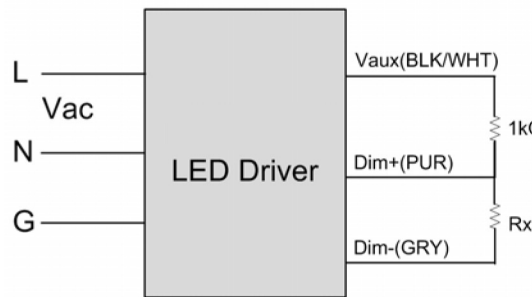 L
Vac
N
G
LED Driver
Vaux(BLK/WHT)
Dim+(PUR)
Dim-(GRY)
Rx